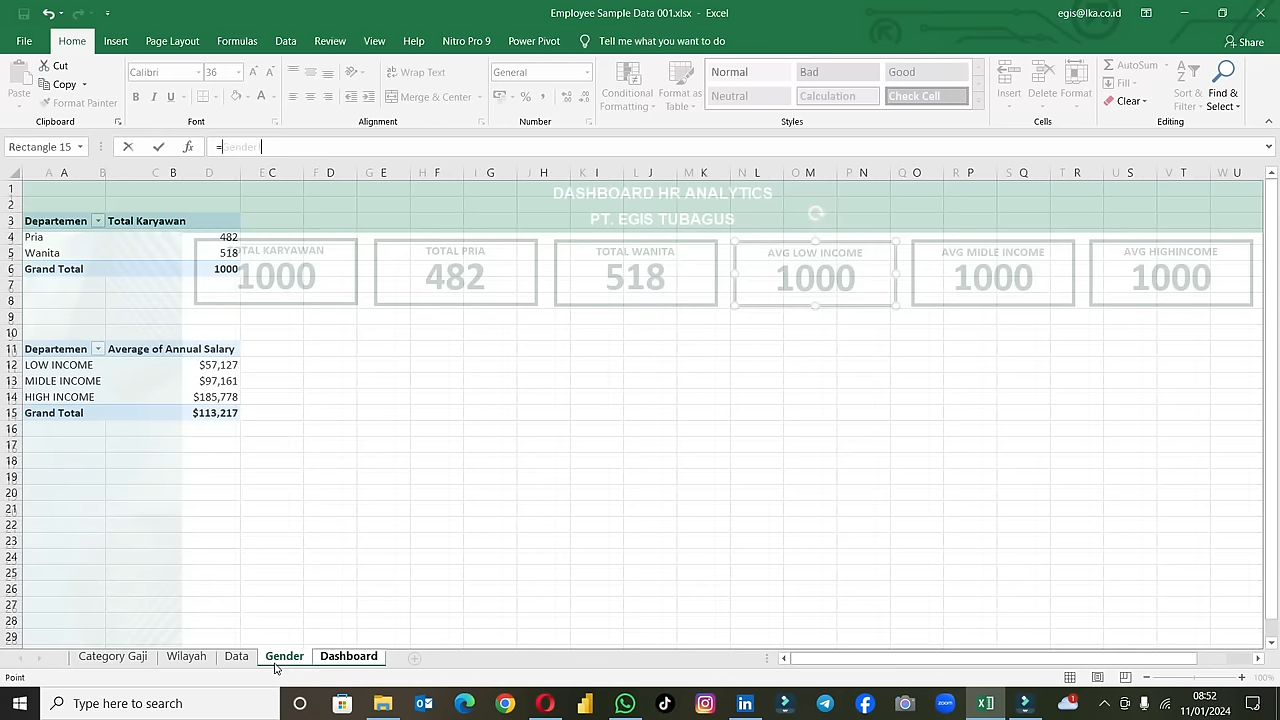 Employee Sample Data 001.xlsx - Excel
egis@lka.co.id
File Home Insert Page Layout Formulas Data Review View Help Nitro Pro 9 Power Pivot Tell me what you want to do Share
Paste
Cut
Copy
Format Painter
Calibri 36
General
Wrap Text
Merge & Center
Conditional Formatting
Format as Table
Normal Bad Good
Neutral Calculation Check Cell
Insert Delete Format
AutoSum
Fill
Clear
Sort & Filter
Find & Select
Clipboard Font Alignment Number Styles Cells Editing
Rectangle 15
DASHBOARD HR ANALYTICS
PT. EGIS TUBAGUS
Departemen Total Karyawan
Pria 482
Wanita 518
Grand Total 1000
TOTAL KARYAWAN
1000
TOTAL PRIA
482
TOTAL WANITA
518
AVG LOW INCOME
1000
AVG MIDLE INCOME
1000
AVG HIGHINCOME
1000
Departemen Average of Annual Salary
LOW INCOME $57,127
MIDLE INCOME $97,161
HIGH INCOME $185,778
Grand Total $113,217
Category Gaji Wilayah Data Gender Dashboard
Point
100%
Type here to search
08:52
11/01/2024